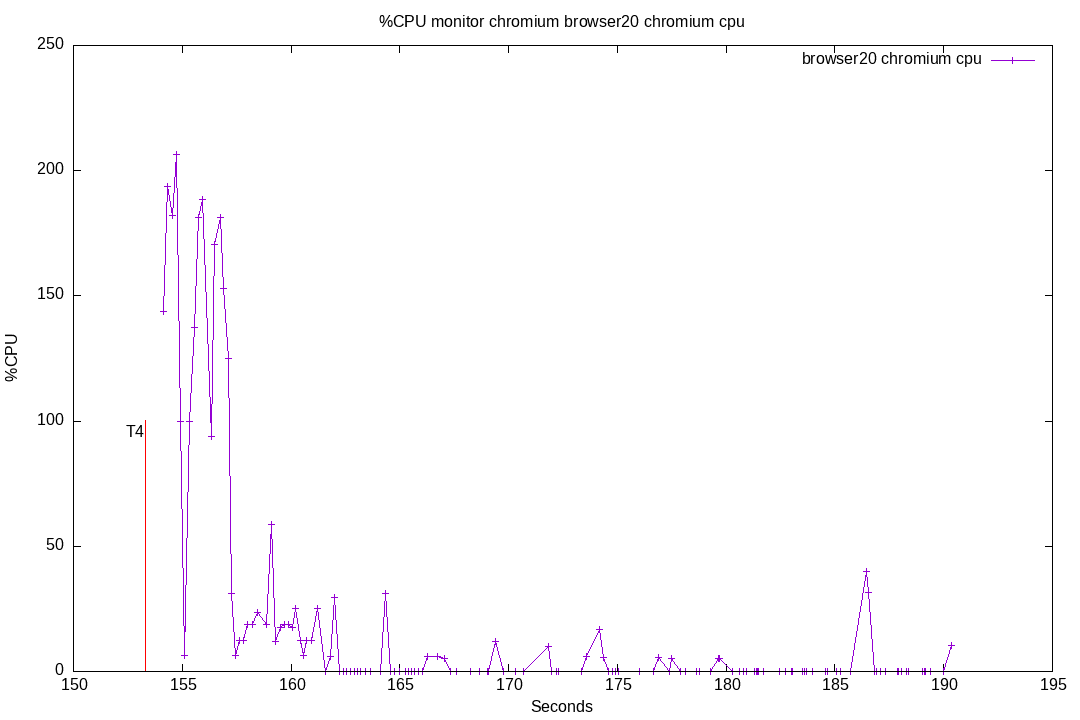 %CPU monitor chromium browser20 chromium cpu
browser20 chromium cpu
250
200
150
100
50
0
%CPU
T4
150 155 160 165 170 175 180 185 190 195
Seconds